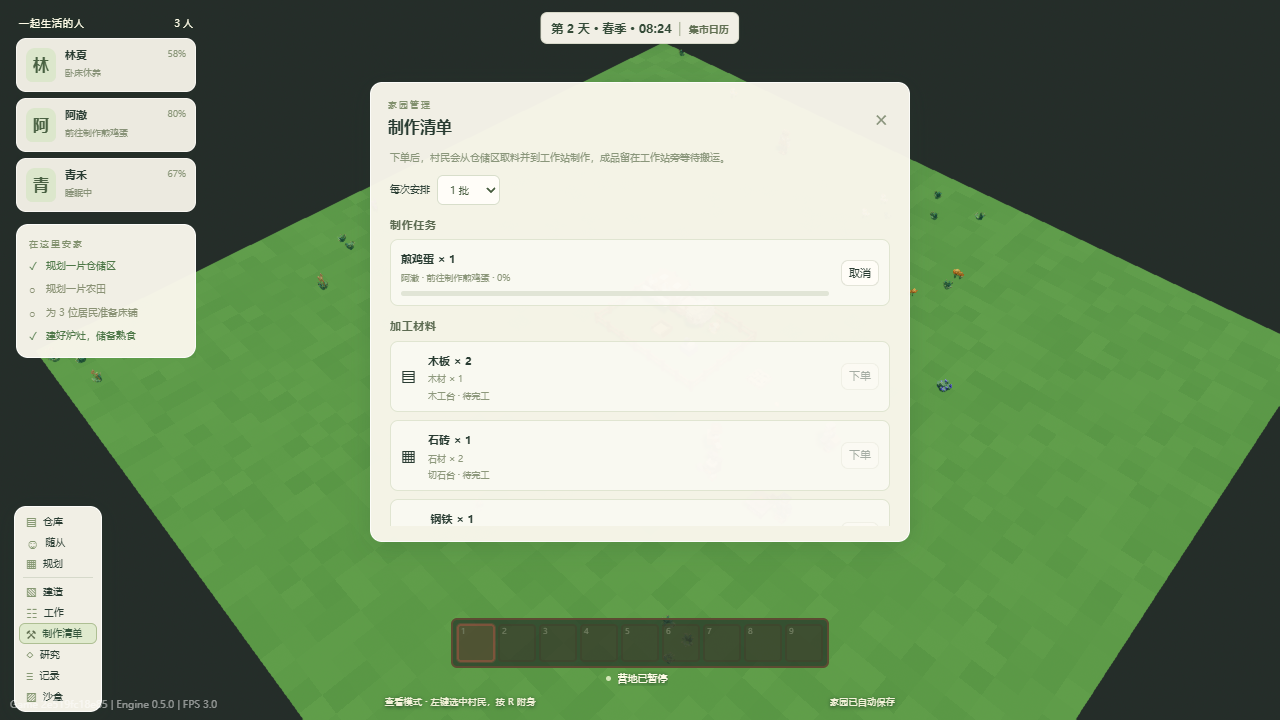 一起生活的人 3 人
林 林夏 58%
卧床休养
阿 阿澈 80%
前往制作煎鸡蛋
青 青禾 67%
睡眠中
在这里安家
✓ 规划一片仓储区
○ 规划一片农田
○ 为 3 位居民准备床铺
✓ 建好炉灶，储备熟食
第 2 天 • 春季 • 08:24 | 集市日历
家园管理
制作清单 ×
下单后，村民会从仓储区取料并到工作站制作，成品留在工作站旁等待搬运。
每次安排 1 批
制作任务
煎鸡蛋 × 1
阿澈 · 前往制作煎鸡蛋 · 0%
取消
加工材料
木板 × 2
木材 × 1
木工台 · 待完工
下单
石砖 × 1
石材 × 2
切石台 · 待完工
下单
钢铁 × 1
仓库
随从
规划
建造
工作
制作清单
研究
记录
沙盒
| Engine 0.5.0 | FPS 3.0
1 2 3 4 5 6 7 8 9
营地已暂停
查看模式 · 左键选中村民，按 R 附身
家园已自动保存